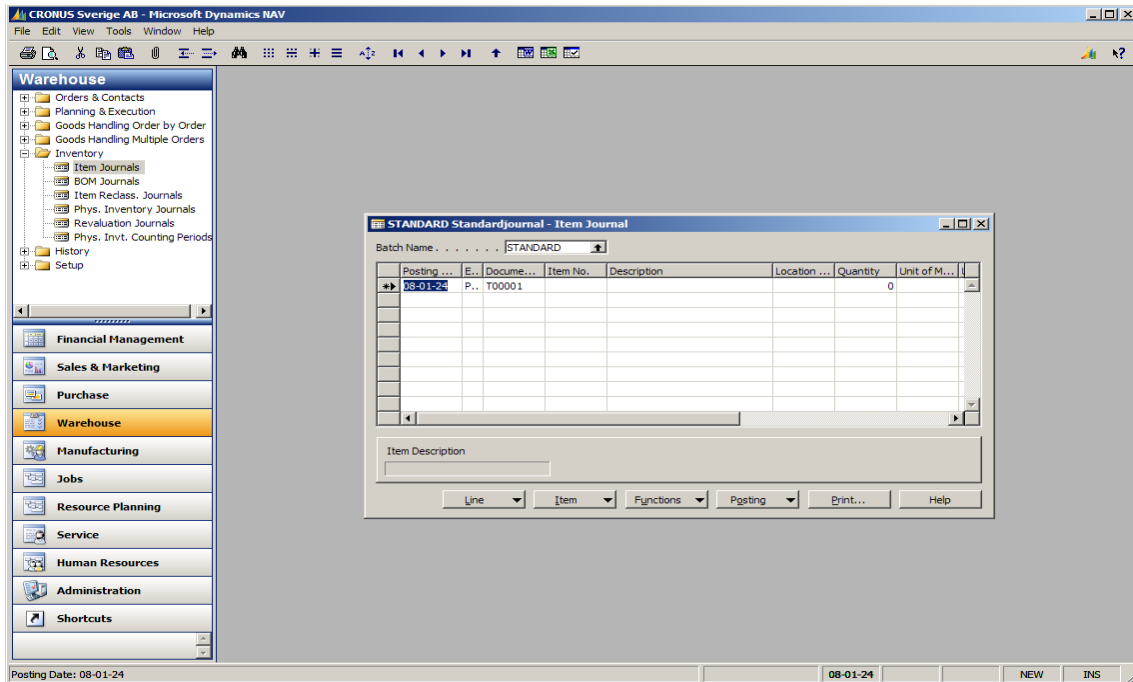 CRONUS Sverige AB - Microsoft Dynamics NAV
File Edit View Tools Window Help
Warehouse
Orders & Contacts
Planning & Execution
Goods Handling Order by Order
Goods Handling Multiple Orders
Inventory
Item Journals
BOM Journals
Item Reclass. Journals
Phys. Inventory Journals
Revaluation Journals
Phys. Invt. Counting Periods
History
Setup
Financial Management
Sales & Marketing
Purchase
Warehouse
Manufacturing
Jobs
Resource Planning
Service
Human Resources
Administration
Shortcuts
STANDARD Standardjournal - Item Journal
Batch Name . . . . . . . STANDARD
Posting ... E.. Docume... Item No. Description Location ... Quantity Unit of M...
08-01-24 P.. T00001 0
Item Description
Line Item Functions Posting Print... Help
Posting Date: 08-01-24 08-01-24 NEW INS